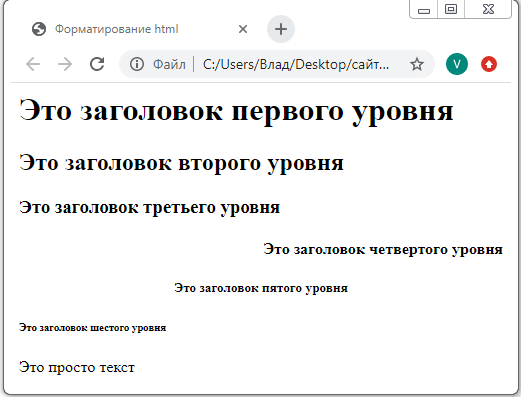 Форматирование html
Файл C:/Users/Влад/Desktop/сайт...
V
Это заголовок первого уровня
Это заголовок второго уровня
Это заголовок третьего уровня
Это заголовок четвертого уровня
Это заголовок пятого уровня
Это заголовок шестого уровня
Это просто текст